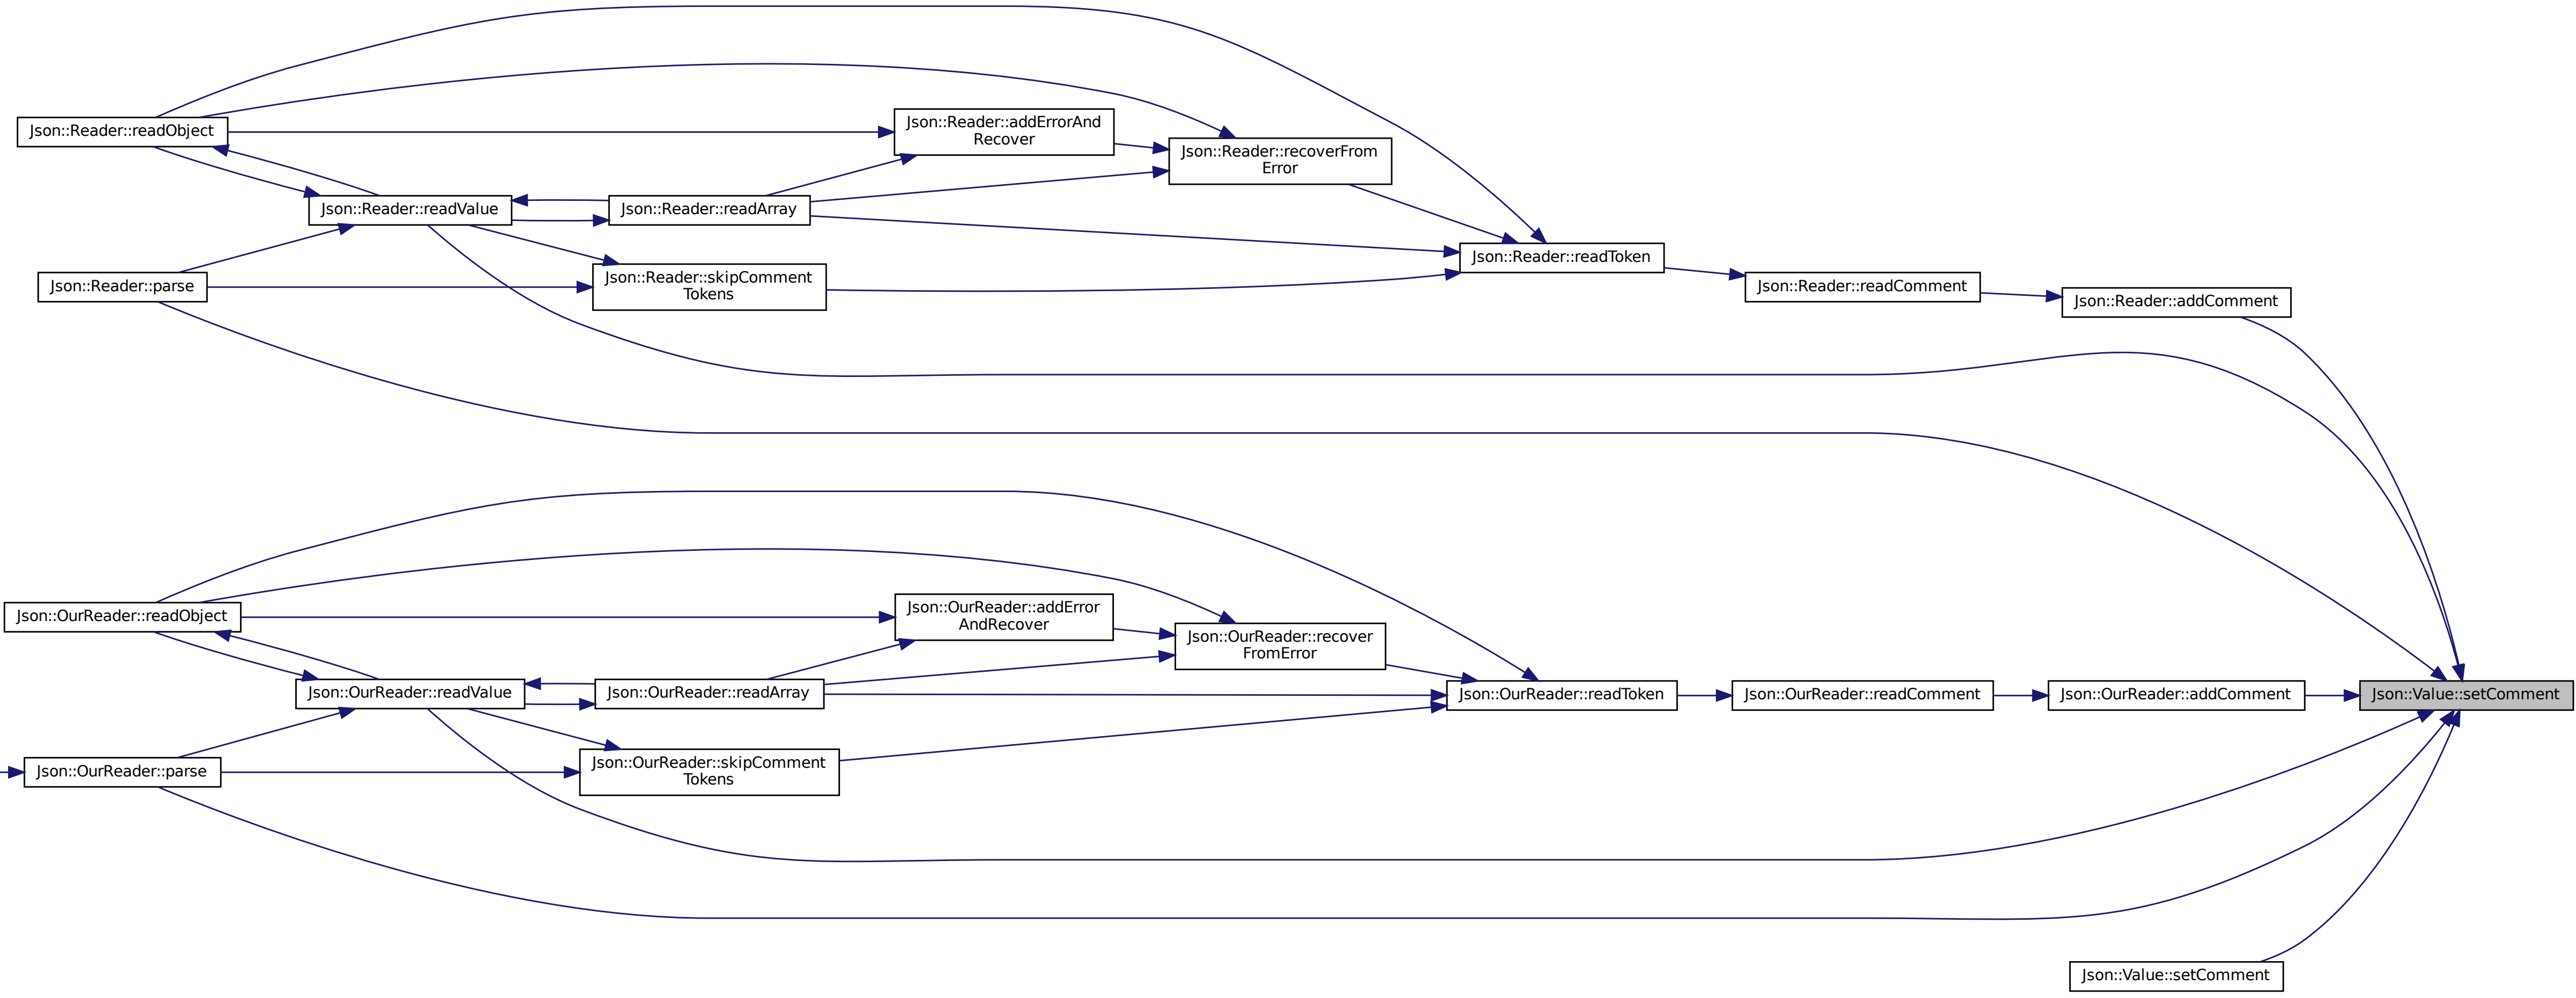 Json::Reader::readObject
Json::Reader::addErrorAnd
Recover
Json::Reader::recoverFrom
Error
Json::Reader::readValue
Json::Reader::readArray
Json::Reader::readToken
Json::Reader::parse
Json::Reader::skipComment
Tokens
Json::Reader::readComment
Json::Reader::addComment
Json::OurReader::readObject
Json::OurReader::addError
AndRecover
Json::OurReader::recover
FromError
Json::OurReader::readValue
Json::OurReader::readArray
Json::OurReader::readToken
Json::OurReader::readComment
Json::OurReader::addComment
Json::Value::setComment
Json::OurReader::parse
Json::OurReader::skipComment
Tokens
Json::Value::setComment